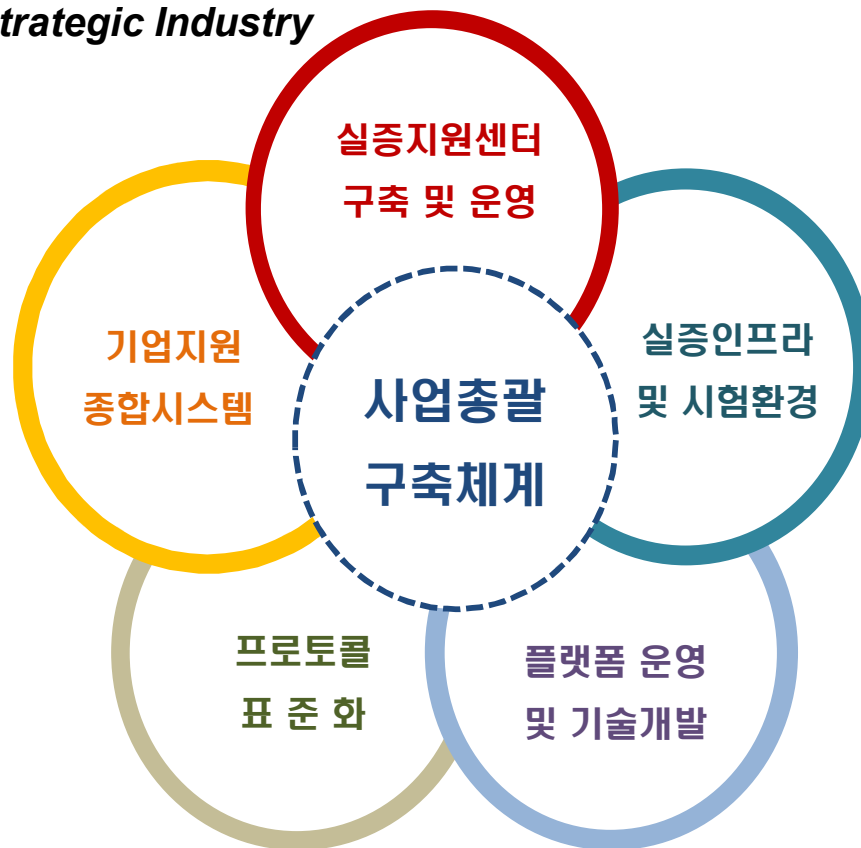 trategic Industry
실증지원센터
구축 및 운영
기업지원
종합시스템
실증인프라
및 시험환경
사업총괄
구축체계
프로토콜
표 준 화
플랫폼 운영
및 기술개발